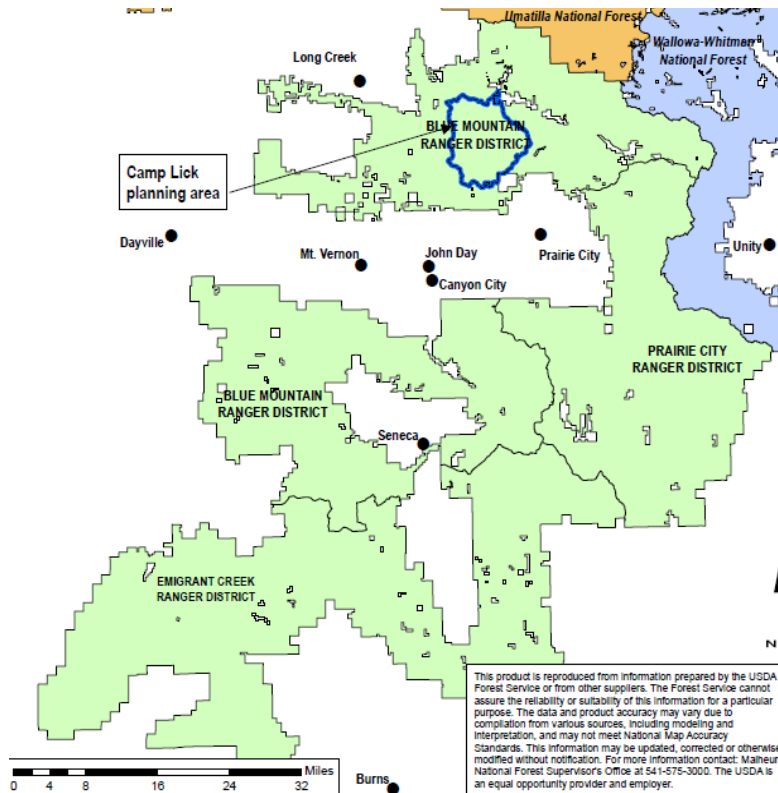 Umatilla National Forest
Wallowa-Whitman
National Forest
Long Creek
BLUE MOUNTAIN
RANGER DISTRICT
Camp Lick
planning area
Dayville
Mt. Vernon
John Day
Canyon City
Prairie City
Unity
PRAIRIE CITY
RANGER DISTRICT
BLUE MOUNTAIN
RANGER DISTRICT
Seneca
EMIGRANT CREEK
RANGER DISTRICT
N
This product is reproduced from information prepared by the USDA
Forest Service or from other suppliers. The Forest Service cannot
assure the reliability or suitability of this information for a particular
purpose. The data and product accuracy may vary due to
compilation from various sources, including modeling and
interpretation, and may not meet National Map Accuracy
Standards. This information may be updated, corrected or otherwise
modified without notification. For more information contact: Malheur
National Forest Supervisor's Office at 541-575-3000. The USDA is
an equal opportunity provider and employer.
Miles
0 4 8 16 24 32
Burns